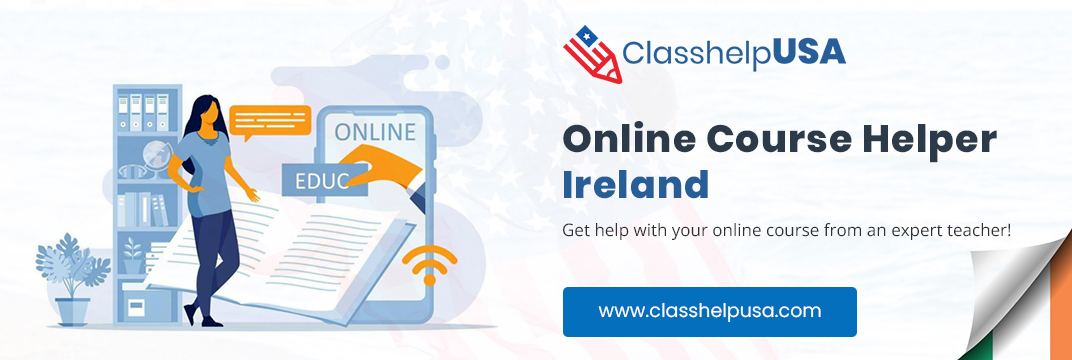 ClasshelpUSA
Online Course Helper
Ireland
Get help with your online course from an expert teacher!
www.classhelpusa.com
ONLINE
EDUC